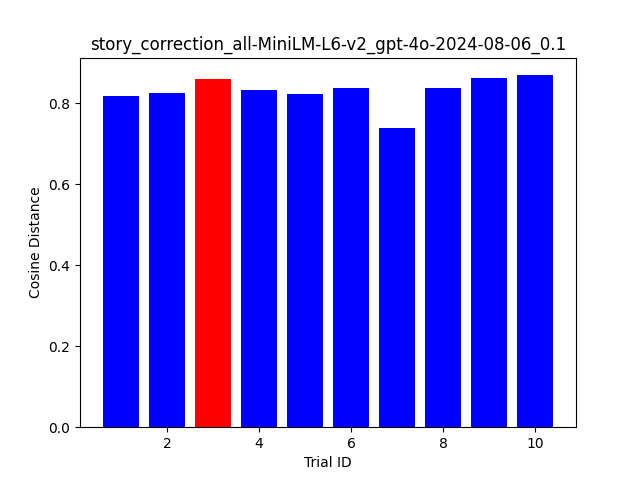 story_correction_all-MiniLM-L6-v2_gpt-4o-2024-08-06_0.1
Cosine Distance
0.8
0.6
0.4
0.2
0.0
2 4 6 8 10
Trial ID